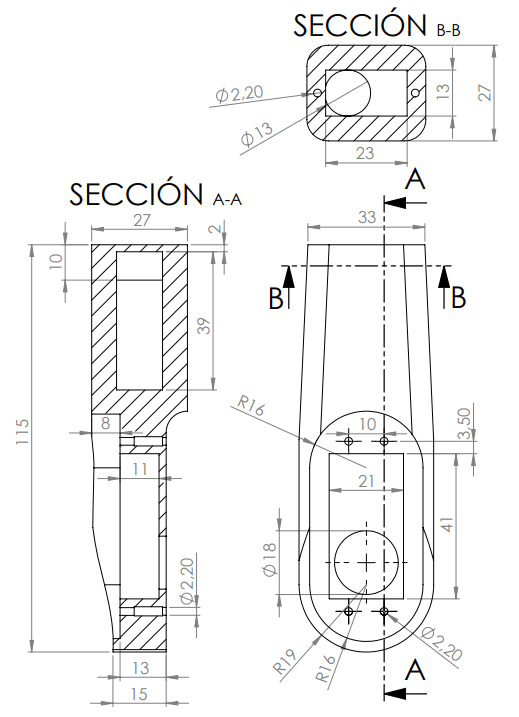 SECCIÓN B-B
Ø2,20
Ø13
13
27
23
SECCIÓN A-A
A
27
2
33
10
B
B
39
115
8
R16
10
3,50
11
21
41
Ø18
Ø2,20
Ø2,20
R19
R16
13
15
A